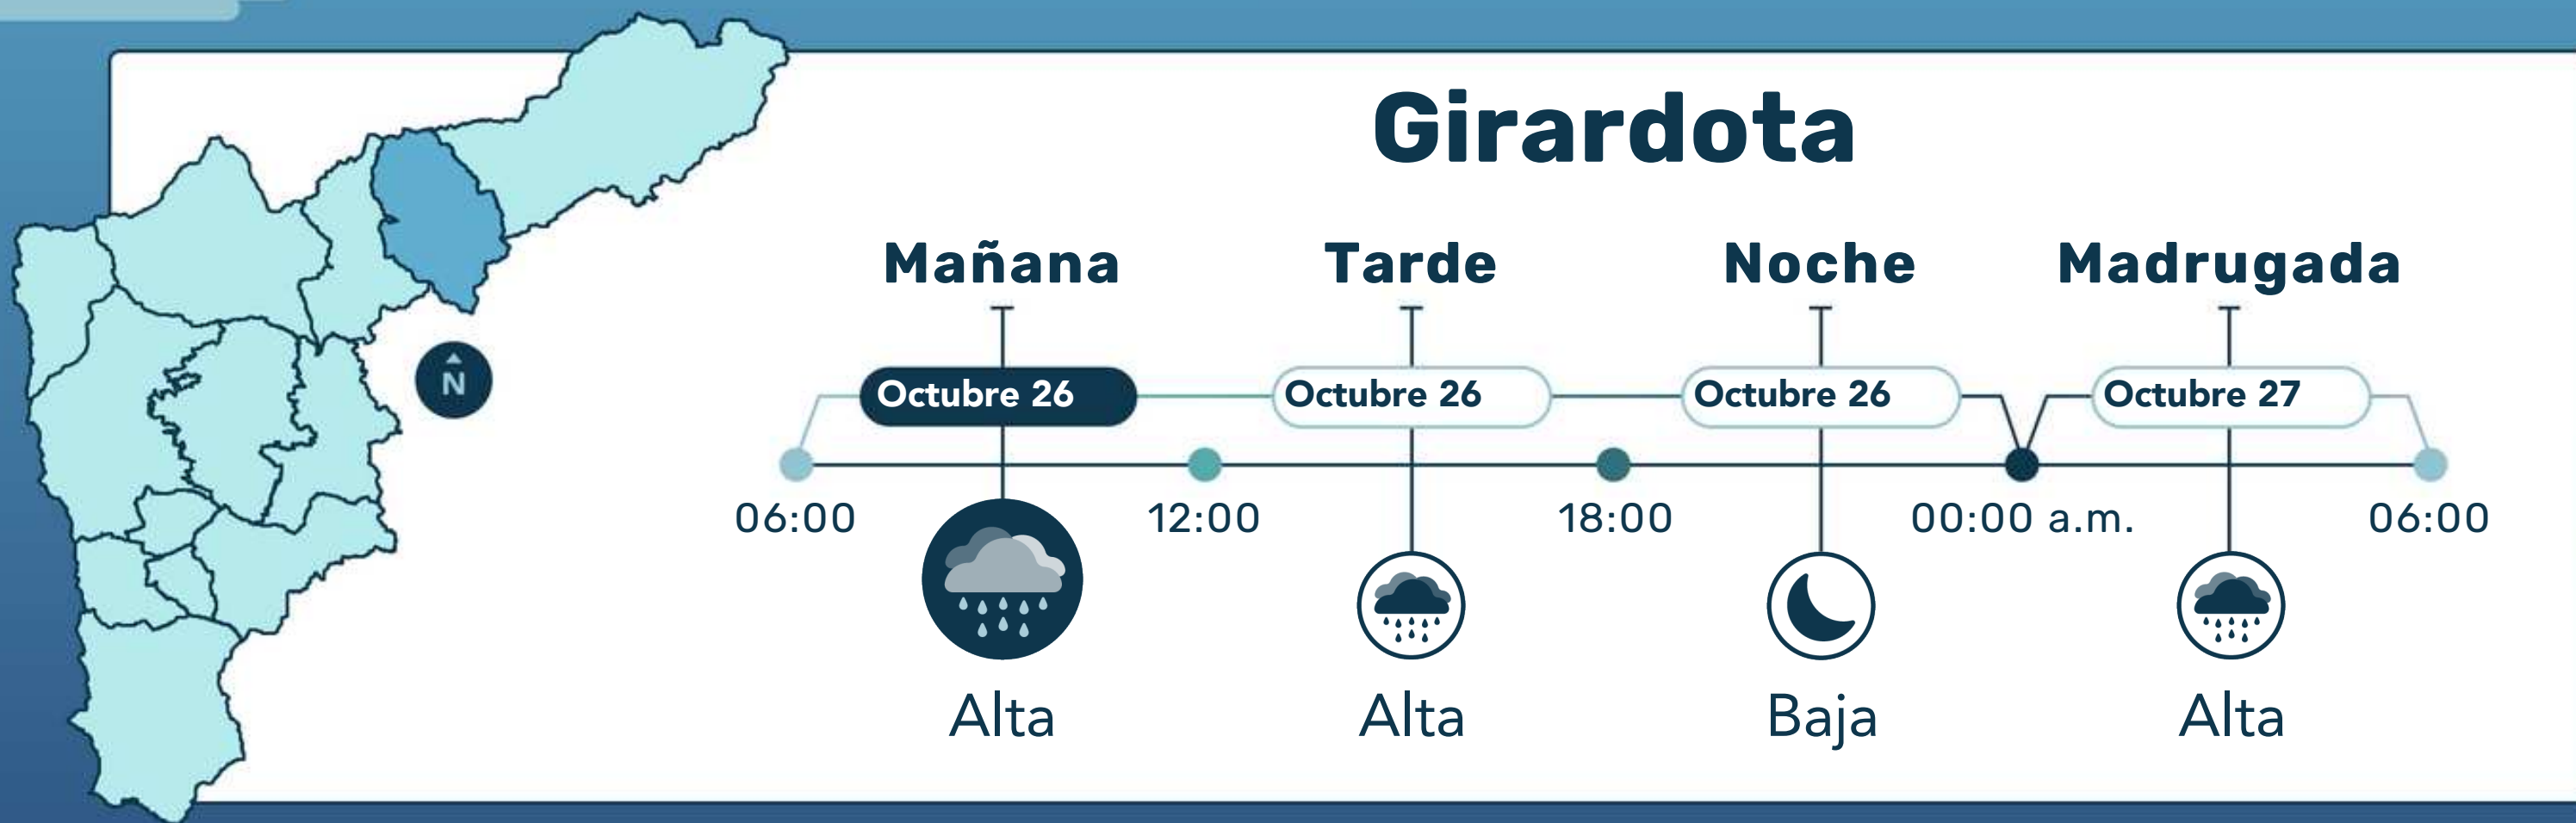 Girardota
Mañana Tarde Noche Madrugada
Octubre 26 Octubre 26 Octubre 26 Octubre 27
N
06:00 12:00 18:00 00:00 a.m. 06:00
Alta Alta Baja Alta